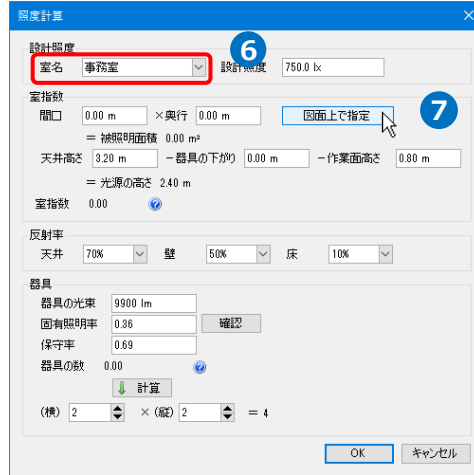 照度計算
設計照度
室名 事務室 設計照度 750.0 lx
6
室指数
間口 0.00 m ×奥行 0.00 m 図面上で指定
7
＝ 被照明面積 0.00 m²
天井高さ 3.20 m －器具の下がり 0.00 m －作業面高さ 0.80 m
＝ 光源の高さ 2.40 m
室指数 0.00
反射率
天井 70% 壁 50% 床 10%
器具
器具の光束 9900 lm
固有照明率 0.36 確認
保守率 0.69
器具の数 0.00
計算
(横) 2 ×(縦) 2 ＝ 4
OK キャンセル